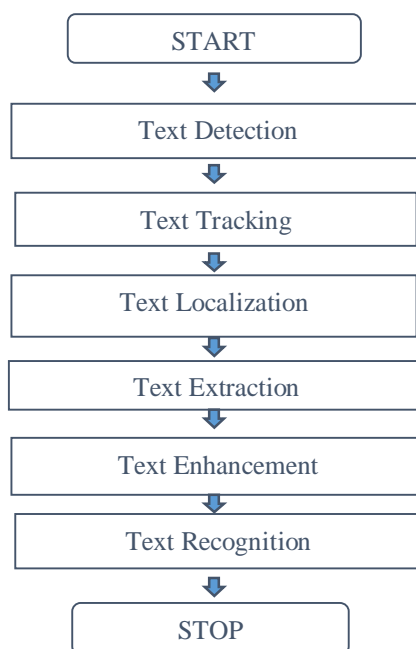 START
Text Detection
Text Tracking
Text Localization
Text Extraction
Text Enhancement
Text Recognition
STOP